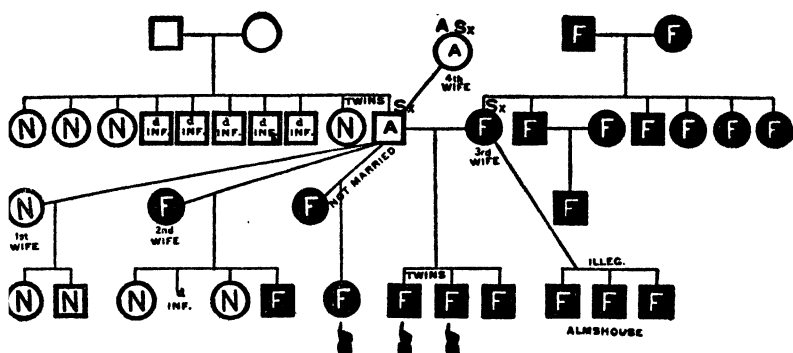 A Sx
A
F F
4th
WIFE
TWINS Sx Sx
N N N d INF. d INF. d INF. d INF. d INF. N A F F F F F F F
3rd
WIFE
NOT MARRIED
N F F F
1st
WIFE
2nd
WIFE
ILLEG.
TWINS
N N N d INF. N F F F F F F F F
ALMSHOUSE